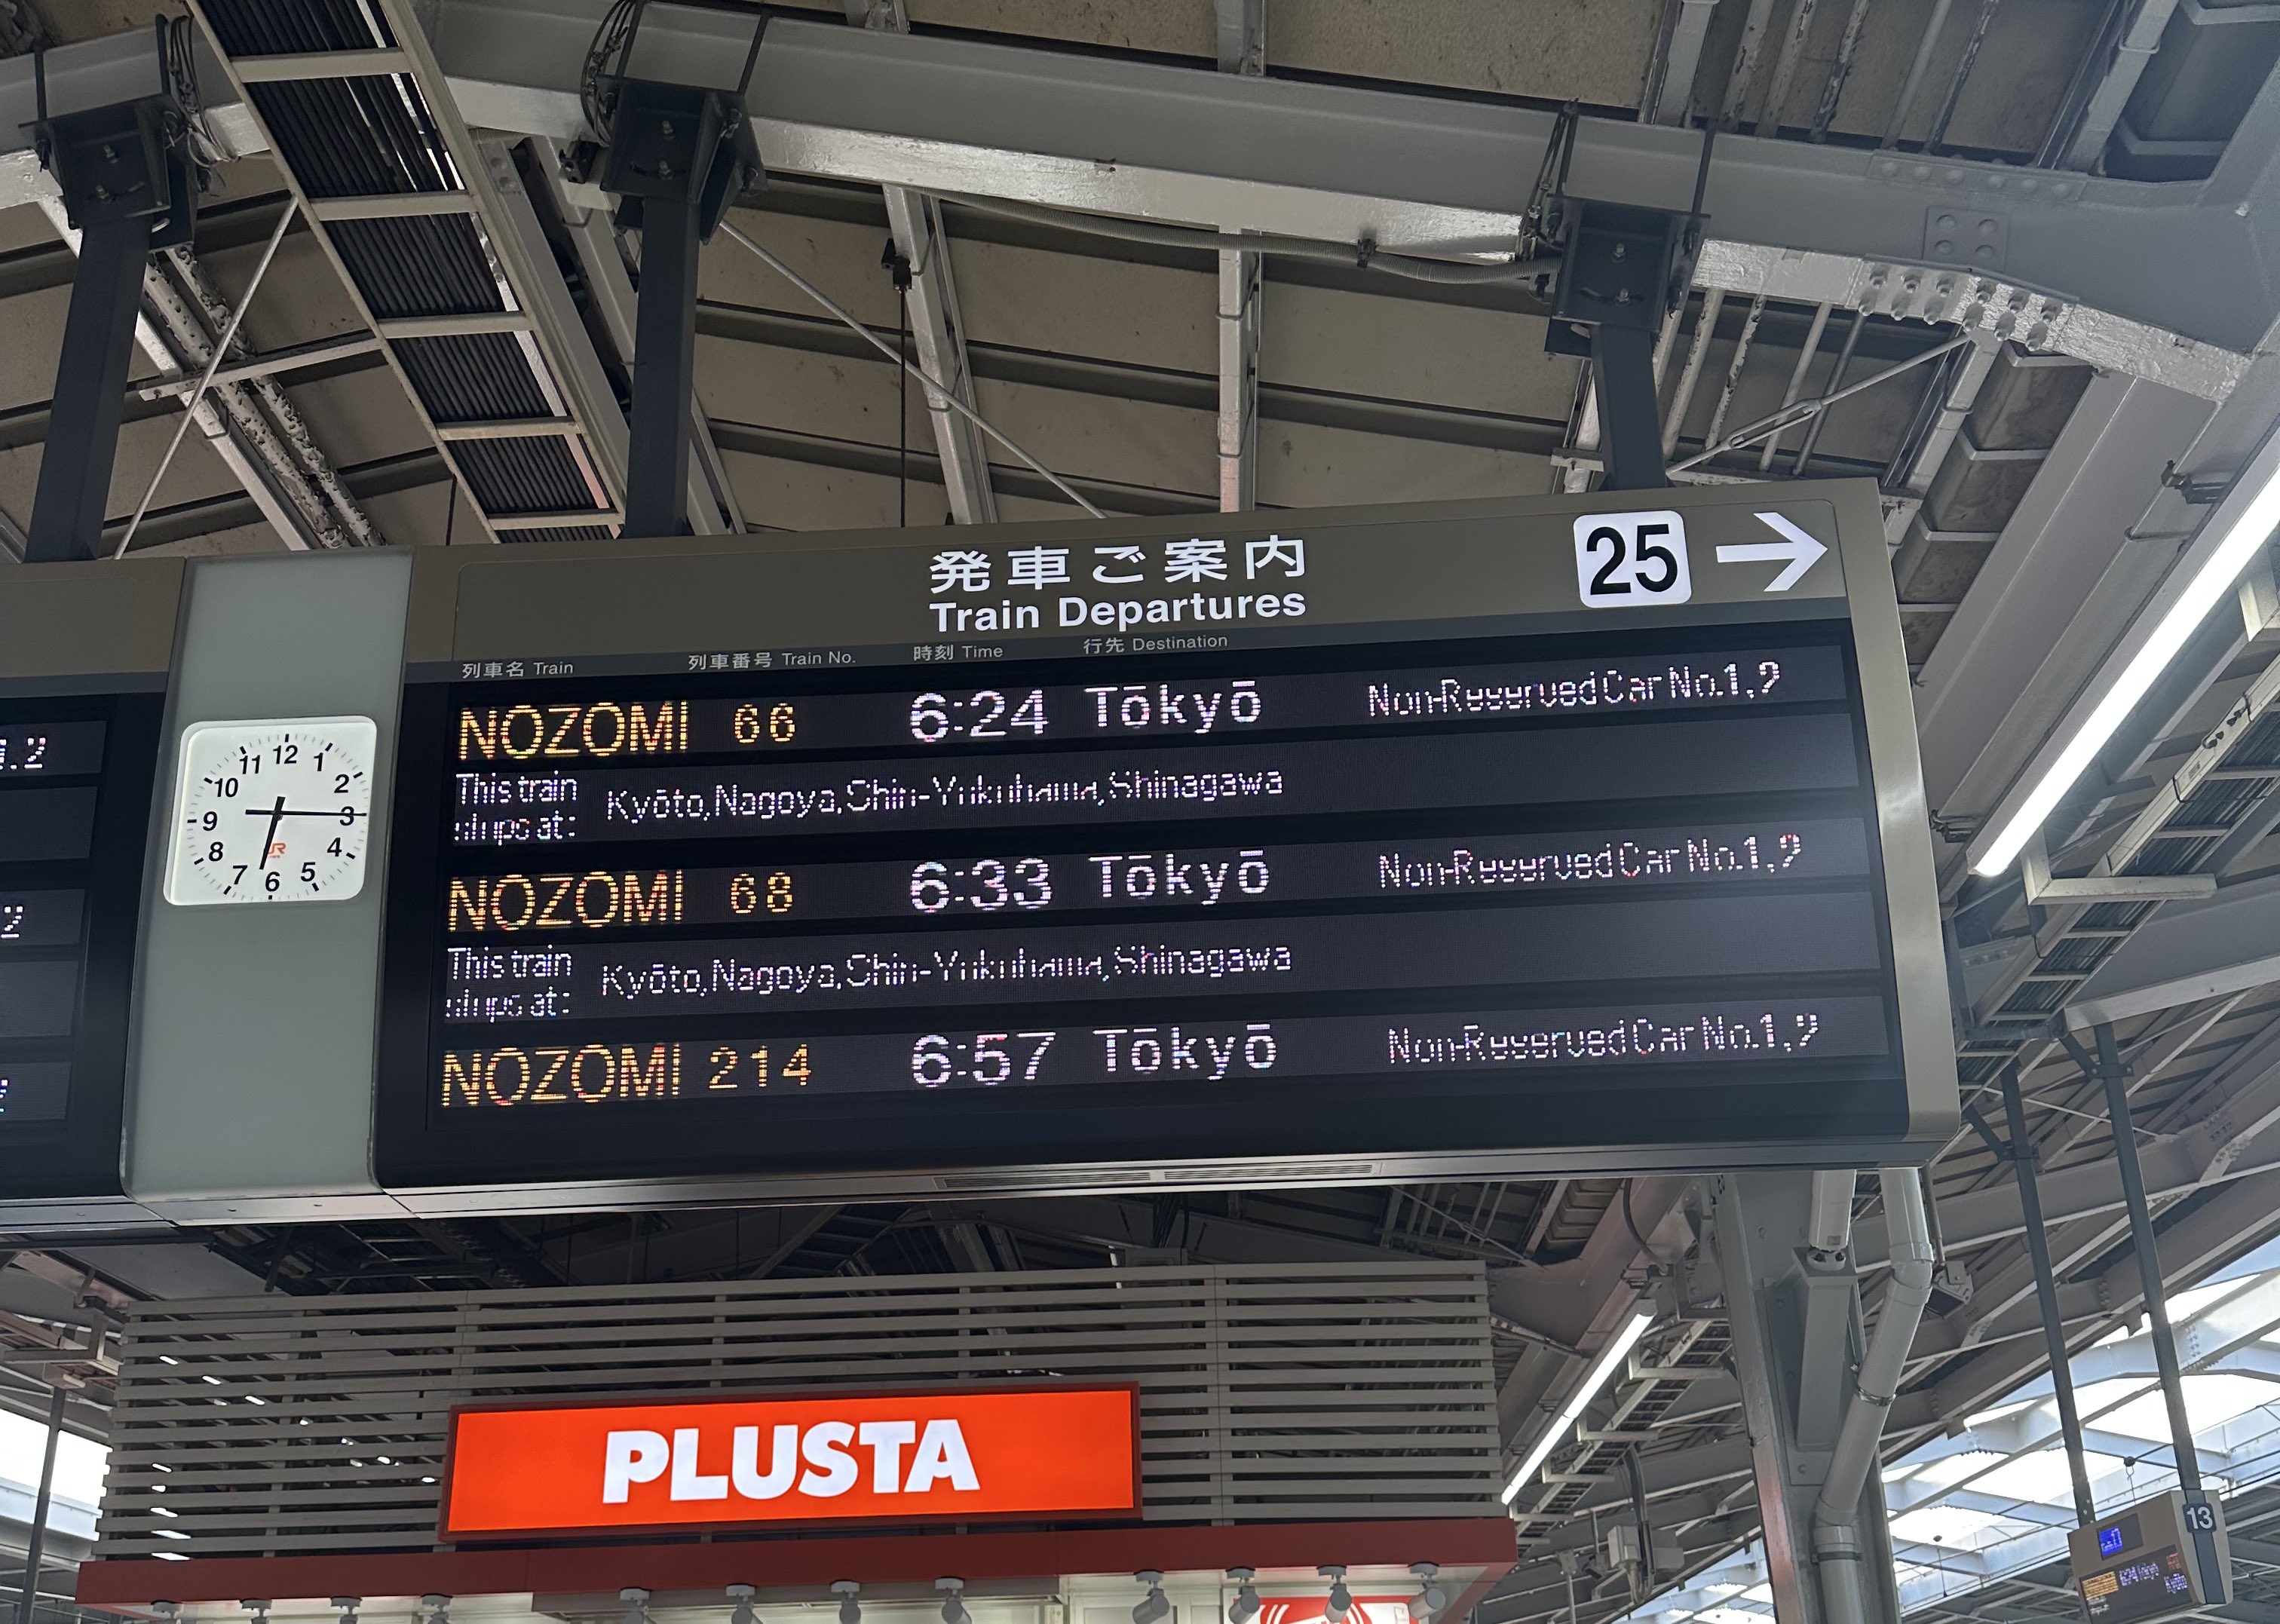 発車ご案内
Train Departures
25
列車名 Train 列車番号 Train No. 時刻 Time 行先 Destination
NOZOMI 66 6:24 Tōkyō Non-Reserved Car No.1,2
This train stops at: Kyōto,Nagoya,Shin-Yokohama,Shinagawa
NOZOMI 68 6:33 Tōkyō Non-Reserved Car No.1,2
This train stops at: Kyōto,Nagoya,Shin-Yokohama,Shinagawa
NOZOMI 214 6:57 Tōkyō Non-Reserved Car No.1,2
12
1
2
3
4
5
6
7
8
9
10
11
JR
PLUSTA
13